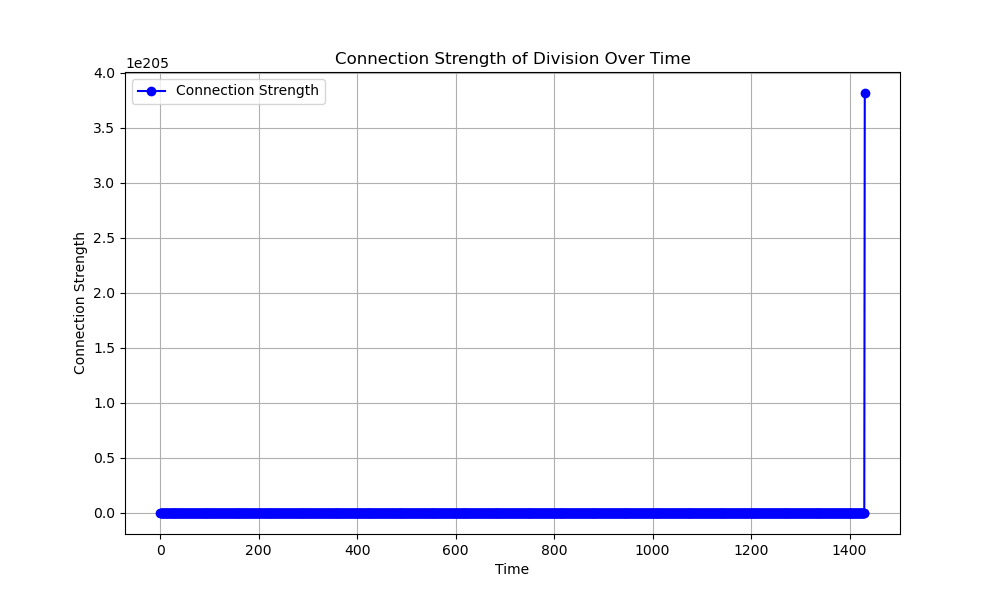 Connection Strength of Division Over Time
1e205
Connection Strength
4.0
3.5
3.0
2.5
2.0
1.5
1.0
0.5
0.0
Connection Strength
0 200 400 600 800 1000 1200 1400
Time